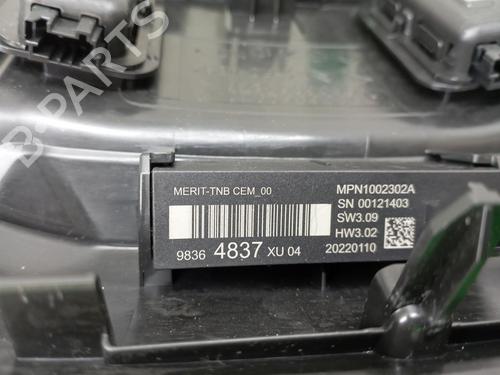 B-PARTS
MERIT-TNB CEM_00
MPN1002302A
SN 00121403
SW3.09
HW3.02
20220110
9836 4837 XU 04